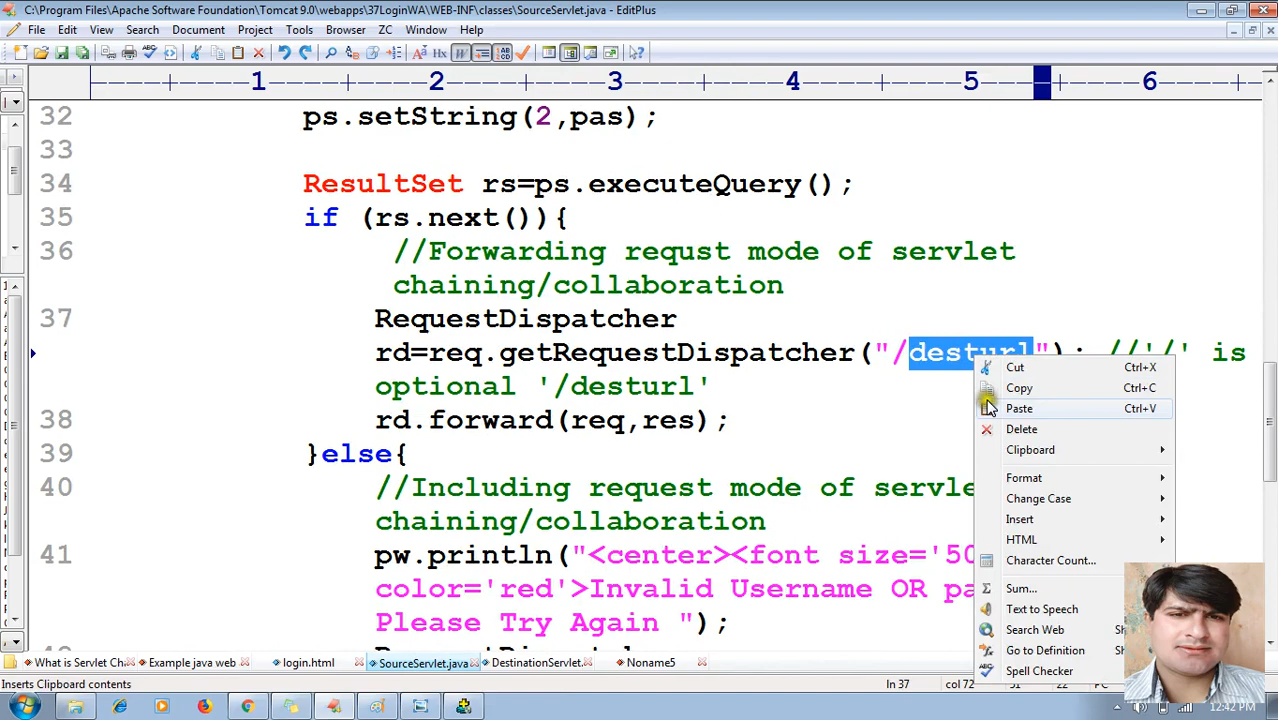 C:\Program Files\Apache Software Foundation\Tomcat 9.0\webapps\37LoginWA\WEB-INF\classes\SourceServlet.java - EditPlus
File Edit View Search Document Project Tools Browser ZC Window Help
1 2 3 4 5 6
32 ps.setString(2,pas);
33
34 ResultSet rs=ps.executeQuery();
35 if (rs.next()){
36 //Forwarding requst mode of servlet
chaining/collaboration
37 RequestDispatcher
rd=req.getRequestDispatcher("/desturl"); //'/' is
optional '/desturl'
38 rd.forward(req,res);
39 }else{
40 //Including request mode of servle
chaining/collaboration
41 pw.println("<center><font size='50
color='red'>Invalid Username OR pa
Please Try Again ");
Cut Ctrl+X
Copy Ctrl+C
Paste Ctrl+V
Delete
Clipboard
Format
Change Case
Insert
HTML
Character Count...
Sum...
Text to Speech
Search Web
Go to Definition
Spell Checker
What is Servlet Ch Example java web login.html SourceServlet.java DestinationServlet. Noname5
Inserts Clipboard contents
ln 37 col 72
12:42 PM